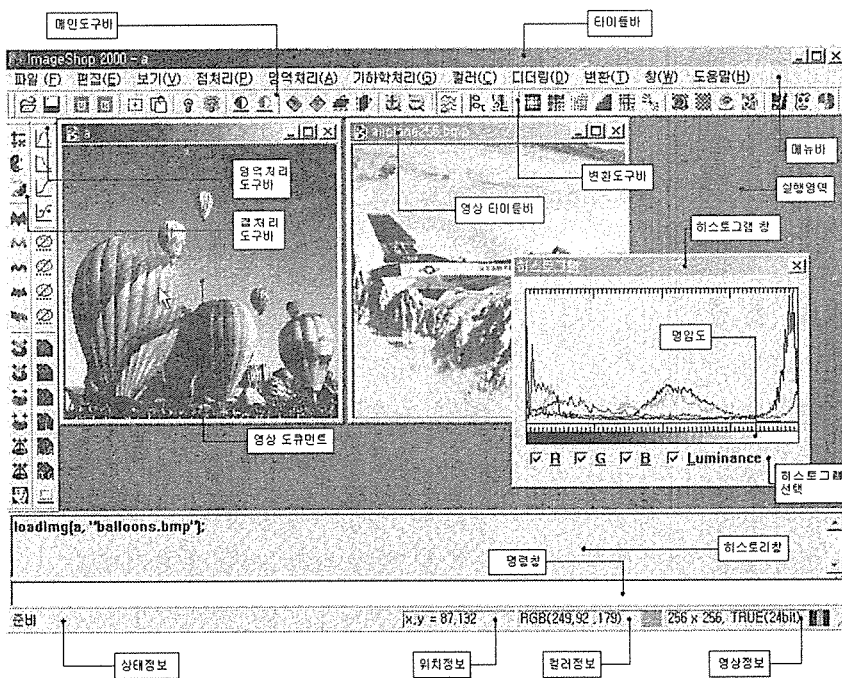 메인도구바
타이틀바
ImageShop 2000 - a
파일 (F) 편집(E) 보기(V) 점처리(P) 영역처리(A) 기하학처리(G) 컬러(C) 디더링(D) 변환(T) 창(W) 도움말(H)
a
airplane256.bmp
메뉴바
영역처리
도구바
변환도구바
실행영역
영상 타이틀바
점처리
도구바
히스토그램 창
히스토그램
명암도
영상 도큐먼트
R G B Luminance
히스토그램
선택
loadImg(a, "balloons.bmp");
히스토리창
명령창
준비
x,y = 87,132
RGB(249,92 ,179)
256 x 256, TRUE(24bit)
상태정보
위치정보
컬러정보
영상정보